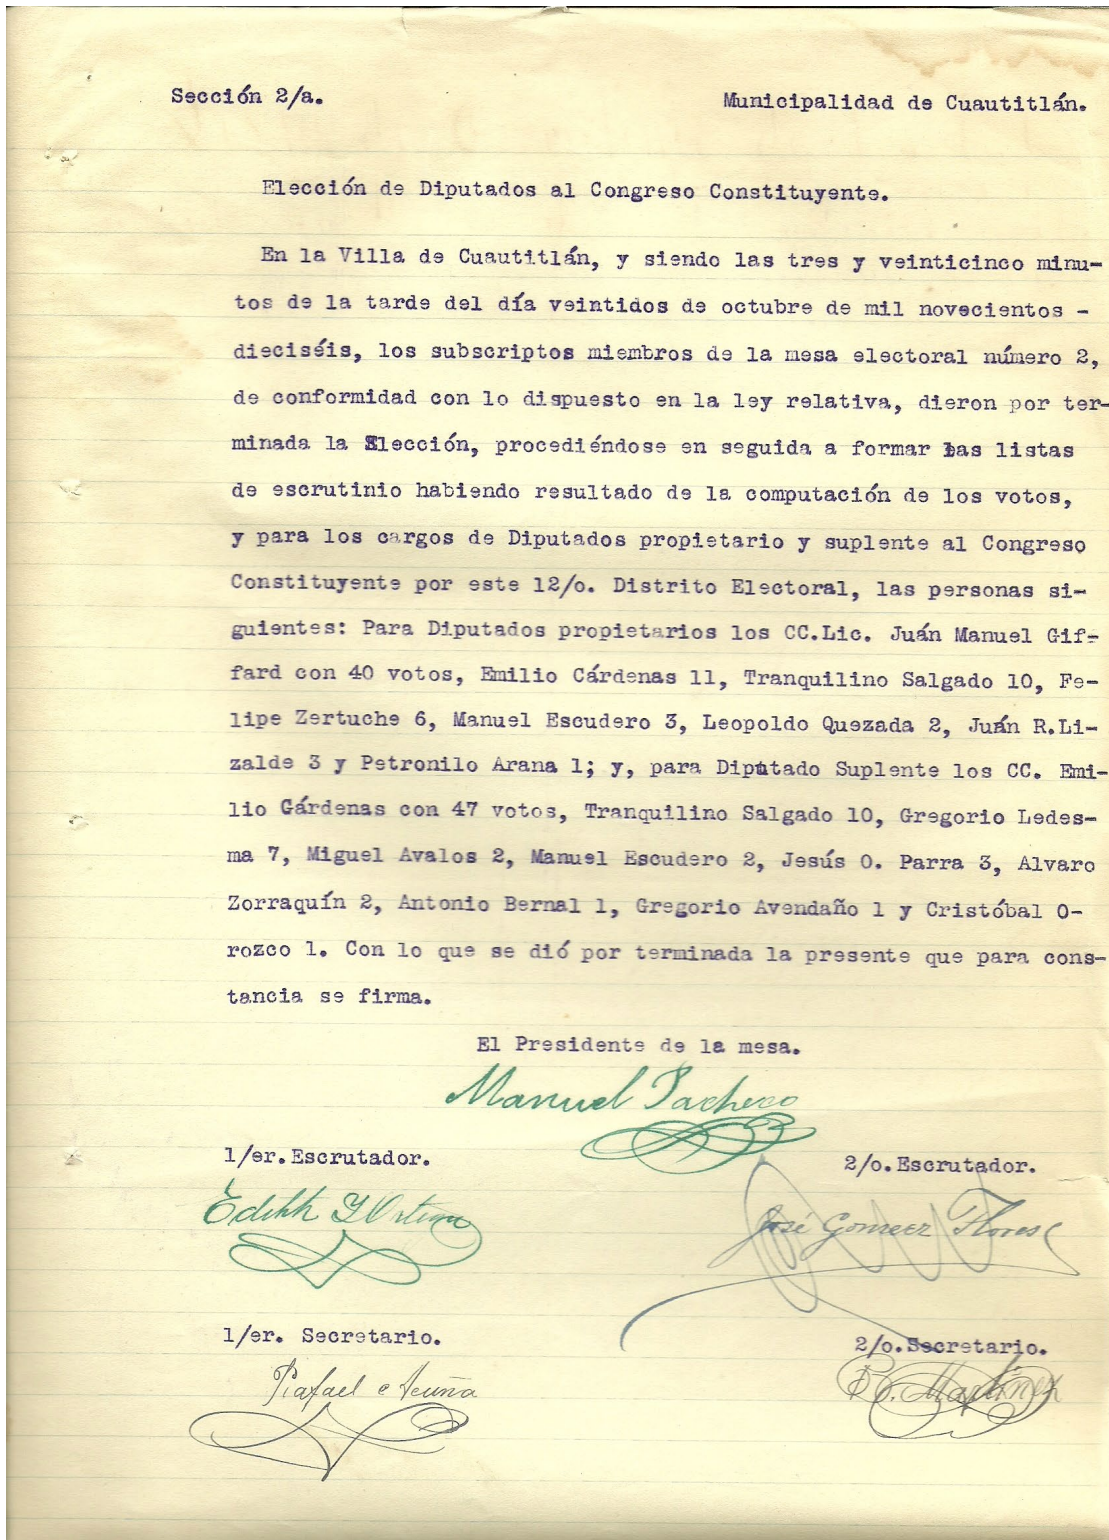 Sección 2/a.
Municipalidad de Cuautitlán.
Elección de Diputados al Congreso Constituyente.
En la Villa de Cuautitlán, y siendo las tres y veinticinco minu-
tos de la tarde del día veintidos de octubre de mil novecientos -
dieciséis, los subscriptos miembros de la mesa electoral número 2,
de conformidad con lo dispuesto en la ley relativa, dieron por ter-
minada la Elección, procediéndose en seguida a formar las listas
de escrutinio habiendo resultado de la computación de los votos,
y para los cargos de Diputados propietario y suplente al Congreso
Constituyente por este 12/o. Distrito Electoral, las personas si-
guientes: Para Diputados propietarios los CC.Lic. Juán Manuel Gif-
fard con 40 votos, Emilio Cárdenas 11, Tranquilino Salgado 10, Fe-
lipe Zertuche 6, Manuel Escudero 3, Leopoldo Quezada 2, Juán R.Li-
zalde 3 y Petronilo Arana 1; y, para Diputado Suplente los CC. Emi-
lio Cárdenas con 47 votos, Tranquilino Salgado 10, Gregorio Ledes-
ma 7, Miguel Avalos 2, Manuel Escudero 2, Jesús O. Parra 3, Alvaro
Zorraquín 2, Antonio Bernal 1, Gregorio Avendaño 1 y Cristóbal O-
rozco 1. Con lo que se dió por terminada la presente que para cons-
tancia se firma.
El Presidente de la mesa.
Manuel Pacheco
1/er.Escrutador.
2/o.Escrutador.
José Gomeez Flores
1/er. Secretario.
2/o.Secretario.
Rafael e Acuña
Martínez